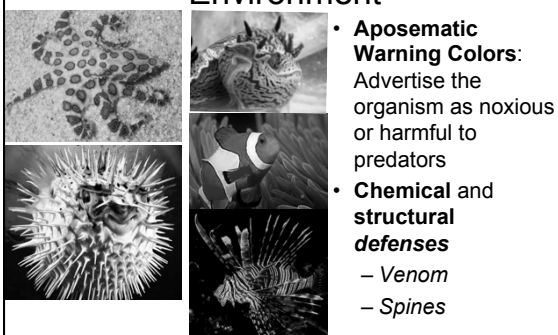 Environment
• Aposematic
Warning Colors:
Advertise the
organism as noxious
or harmful to
predators
• Chemical and
structural
defenses
– Venom
– Spines